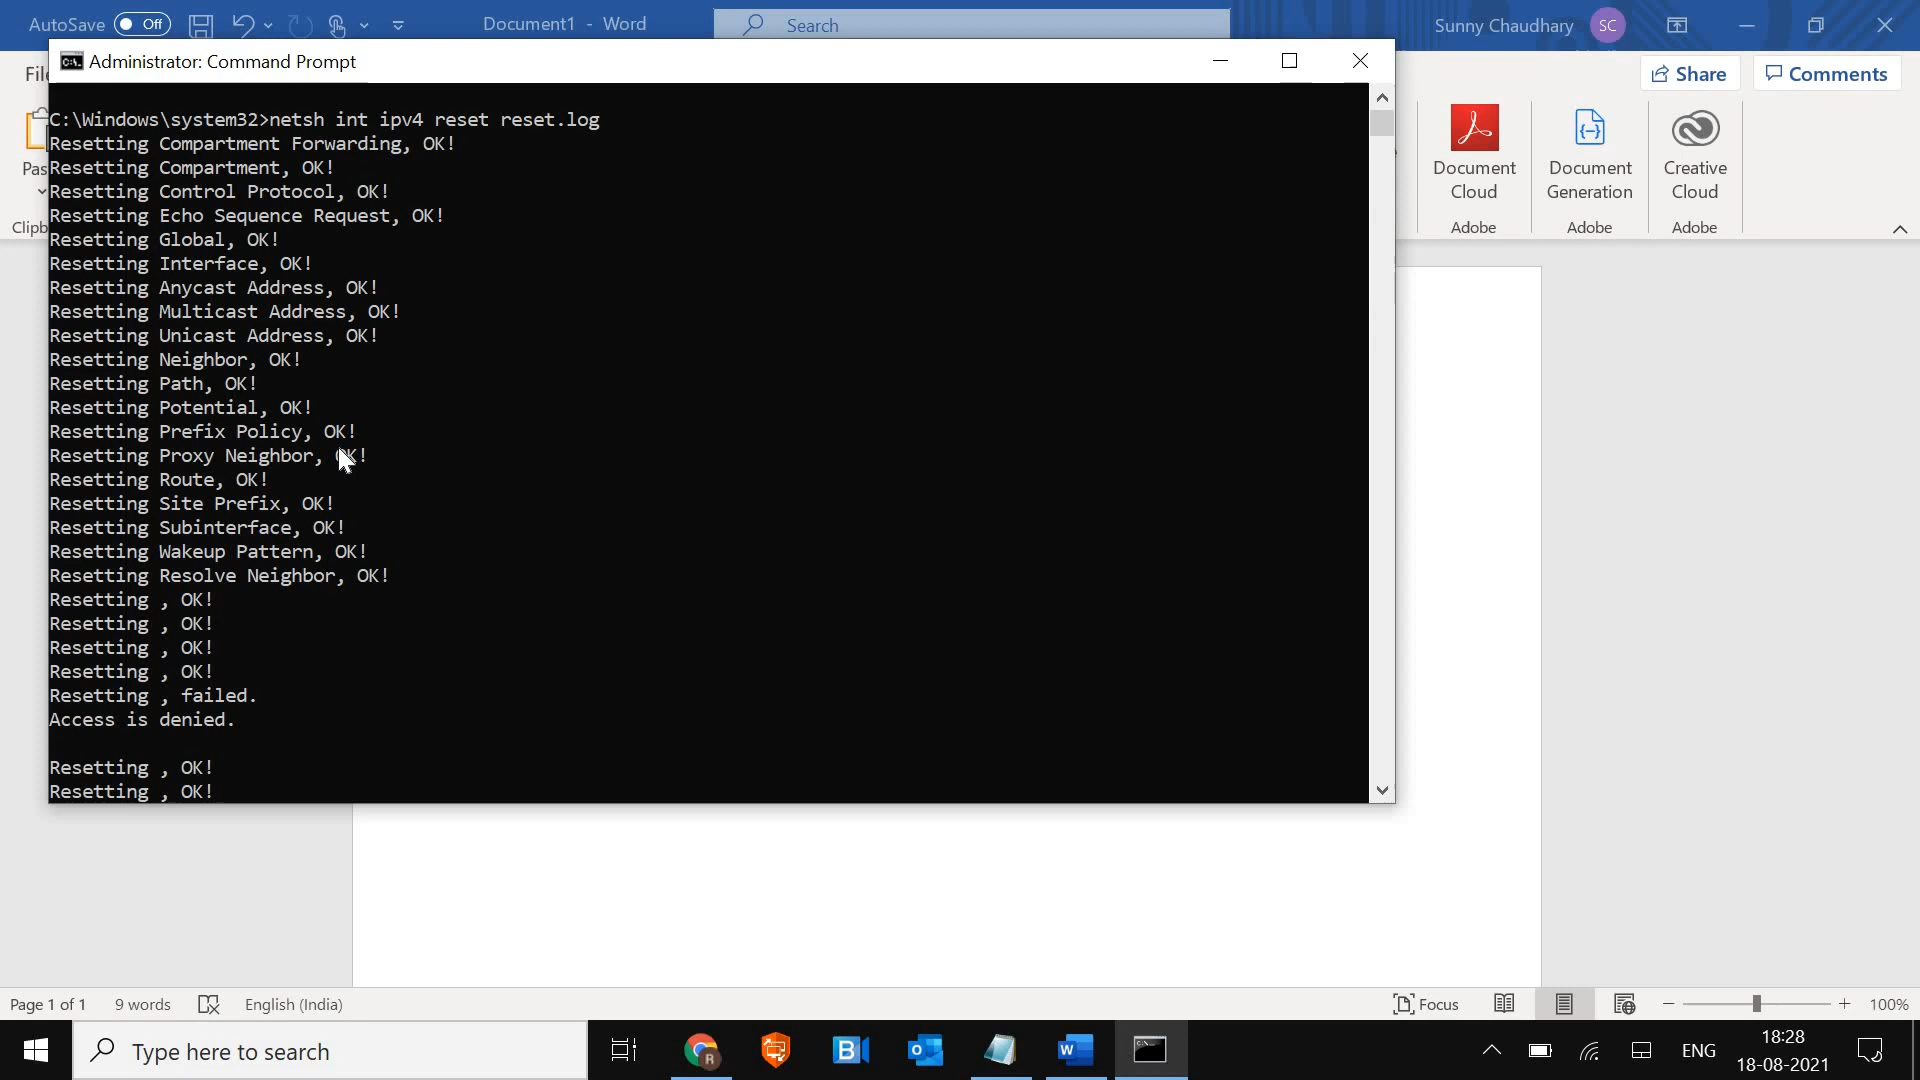 AutoSave Off
Document1 - Word
Search
Sunny Chaudhary SC
Administrator: Command Prompt
Share
Comments
C:\Windows\system32>netsh int ipv4 reset reset.log
Resetting Compartment Forwarding, OK!
Resetting Compartment, OK!
Resetting Control Protocol, OK!
Resetting Echo Sequence Request, OK!
Resetting Global, OK!
Resetting Interface, OK!
Resetting Anycast Address, OK!
Resetting Multicast Address, OK!
Resetting Unicast Address, OK!
Resetting Neighbor, OK!
Resetting Path, OK!
Resetting Potential, OK!
Resetting Prefix Policy, OK!
Resetting Proxy Neighbor, OK!
Resetting Route, OK!
Resetting Site Prefix, OK!
Resetting Subinterface, OK!
Resetting Wakeup Pattern, OK!
Resetting Resolve Neighbor, OK!
Resetting , OK!
Resetting , OK!
Resetting , OK!
Resetting , OK!
Resetting , failed.
Access is denied.
Resetting , OK!
Resetting , OK!
Document
Cloud
Adobe
Document
Generation
Adobe
Creative
Cloud
Adobe
Page 1 of 1
9 words
English (India)
Focus
100%
Type here to search
ENG
18:28
18-08-2021